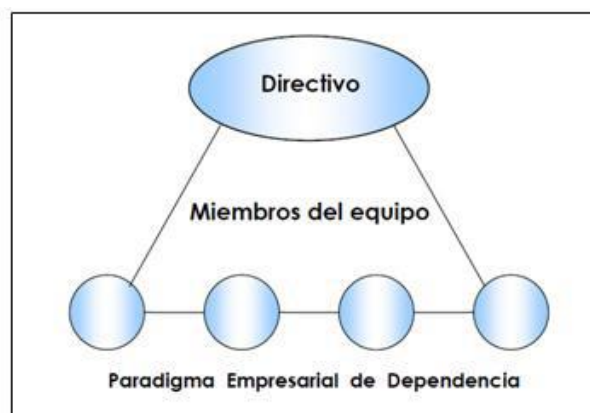 Directivo
Miembros del equipo
Paradigma Empresarial de Dependencia